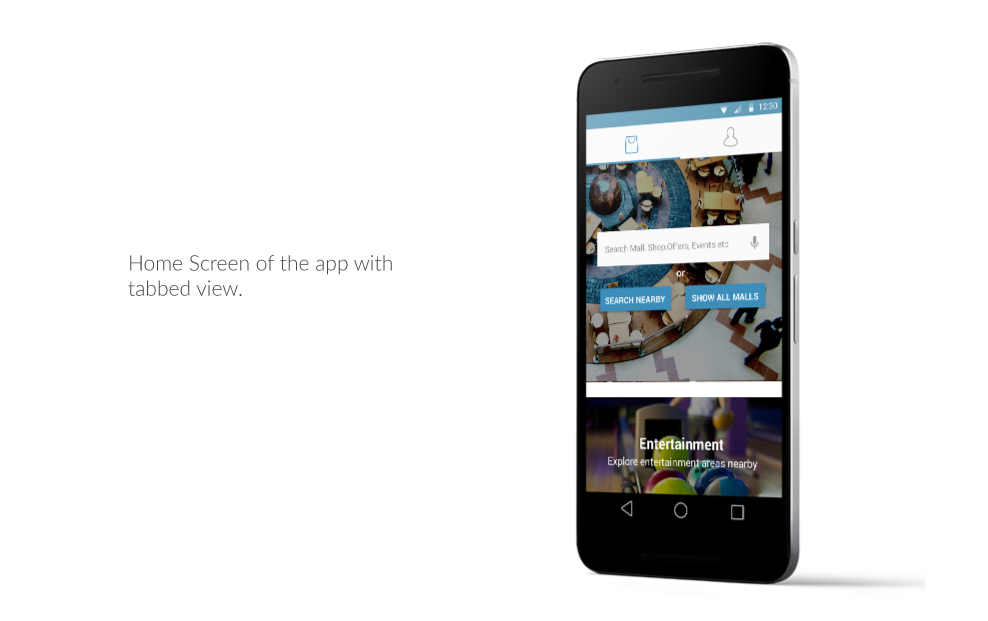 Home Screen of the app with
tabbed view.
12:30
Search Mall, Shop,Offers, Events etc
or
SEARCH NEARBY
SHOW ALL MALLS
Entertainment
Explore entertainment areas nearby